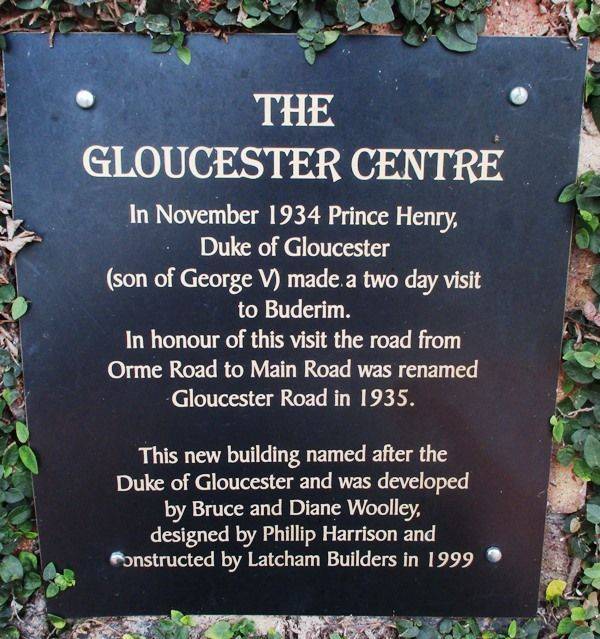 THE
GLOUCESTER CENTRE
In November 1934 Prince Henry,
Duke of Gloucester
(son of George V) made a two day visit
to Buderim.
In honour of this visit the road from
Orme Road to Main Road was renamed
Gloucester Road in 1935.
This new building named after the
Duke of Gloucester and was developed
by Bruce and Diane Woolley,
designed by Phillip Harrison and
constructed by Latcham Builders in 1999